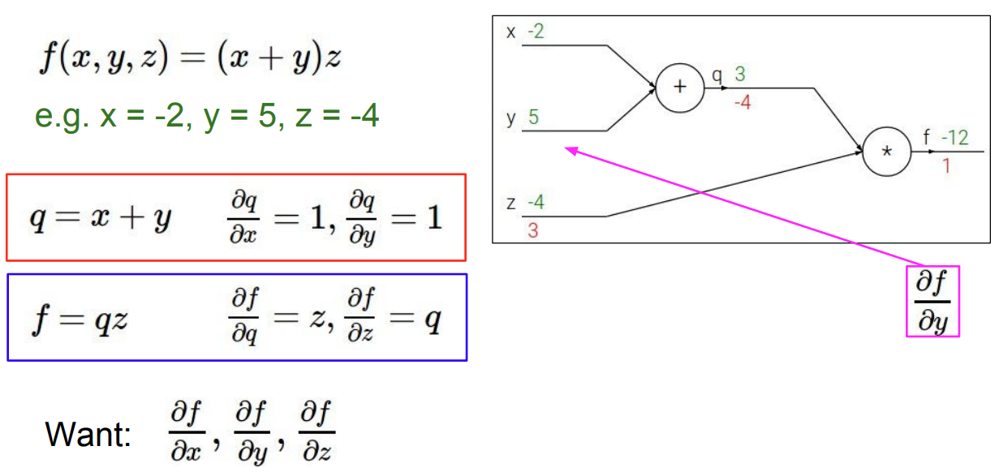 f(x, y, z) = (x + y)z
e.g. x = -2, y = 5, z = -4
q = x + y    ∂q/∂x = 1, ∂q/∂y = 1
f = qz    ∂f/∂q = z, ∂f/∂z = q
Want: ∂f/∂x, ∂f/∂y, ∂f/∂z
x -2
+
q 3
-4
y 5
*
f -12
1
z -4
3
∂f/∂y